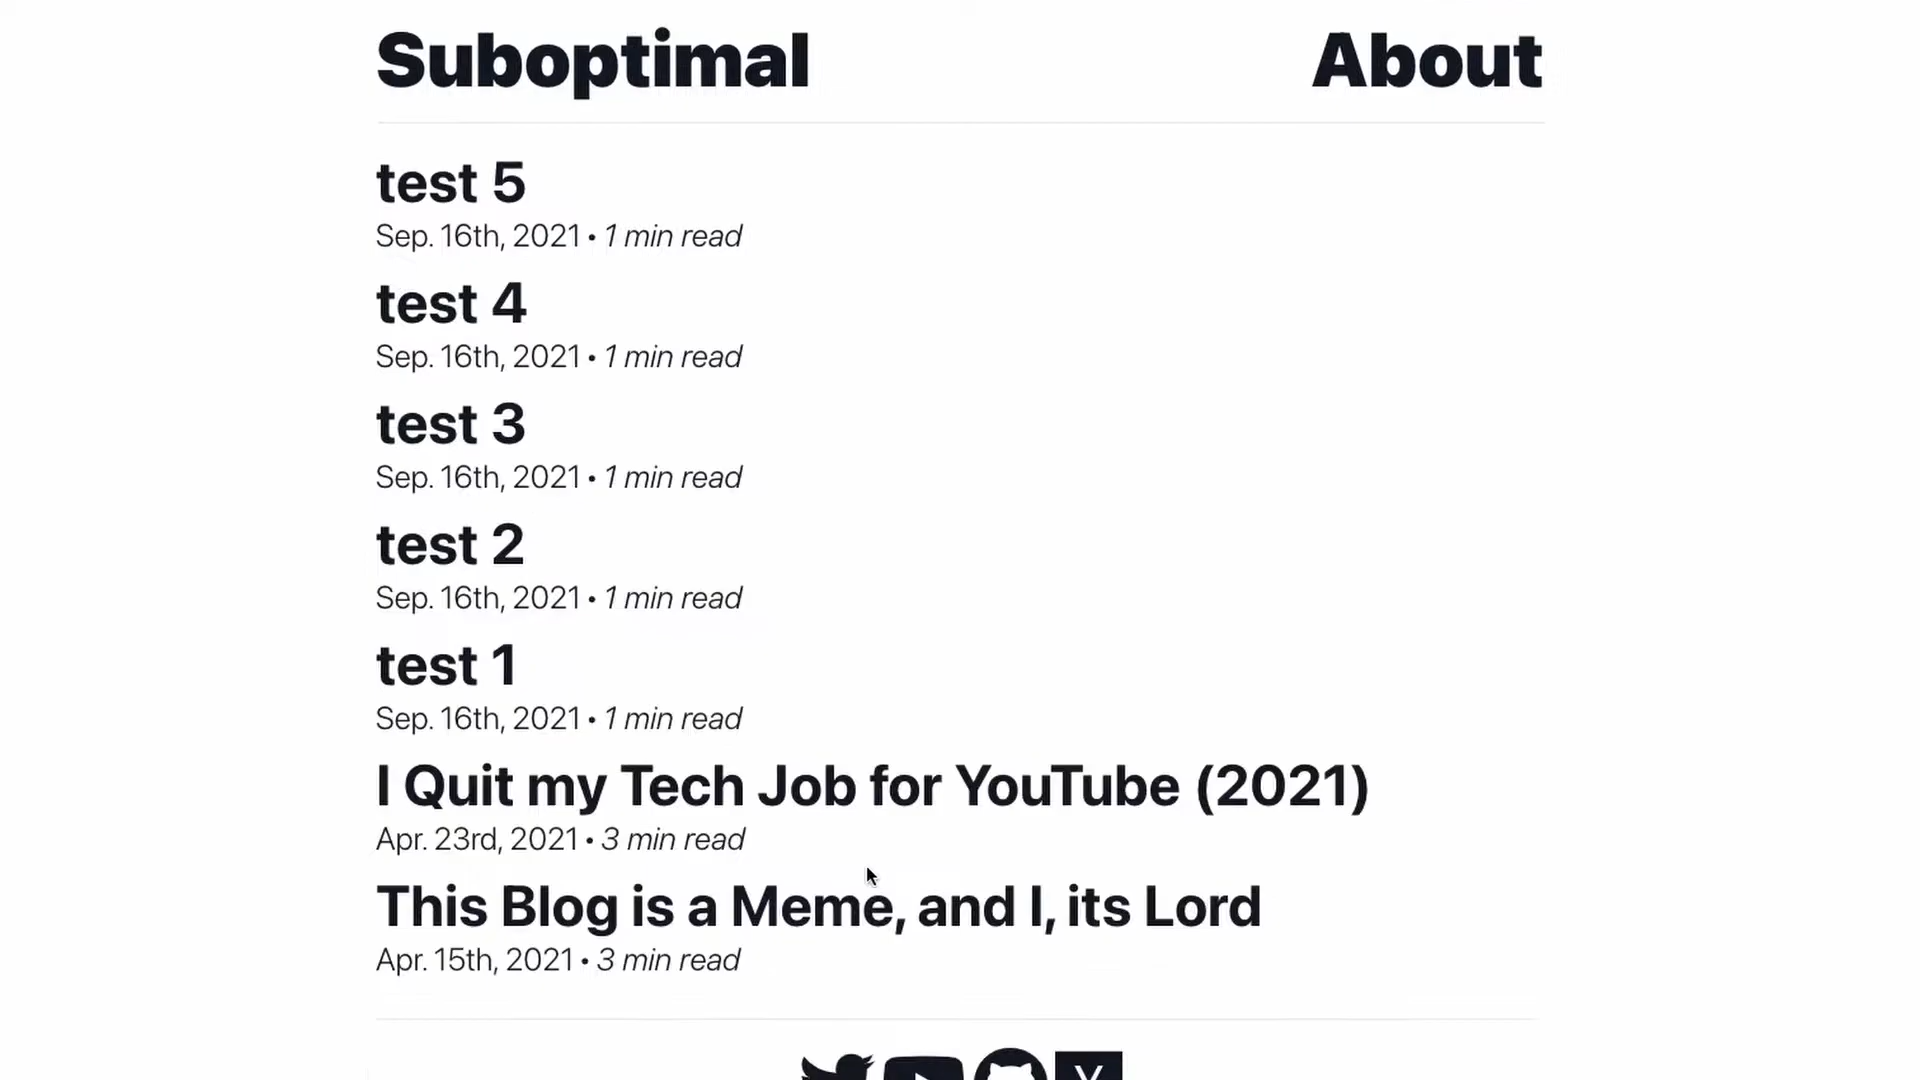 Suboptimal
About
test 5
Sep. 16th, 2021 • 1 min read
test 4
Sep. 16th, 2021 • 1 min read
test 3
Sep. 16th, 2021 • 1 min read
test 2
Sep. 16th, 2021 • 1 min read
test 1
Sep. 16th, 2021 • 1 min read
I Quit my Tech Job for YouTube (2021)
Apr. 23rd, 2021 • 3 min read
This Blog is a Meme, and I, its Lord
Apr. 15th, 2021 • 3 min read
Y